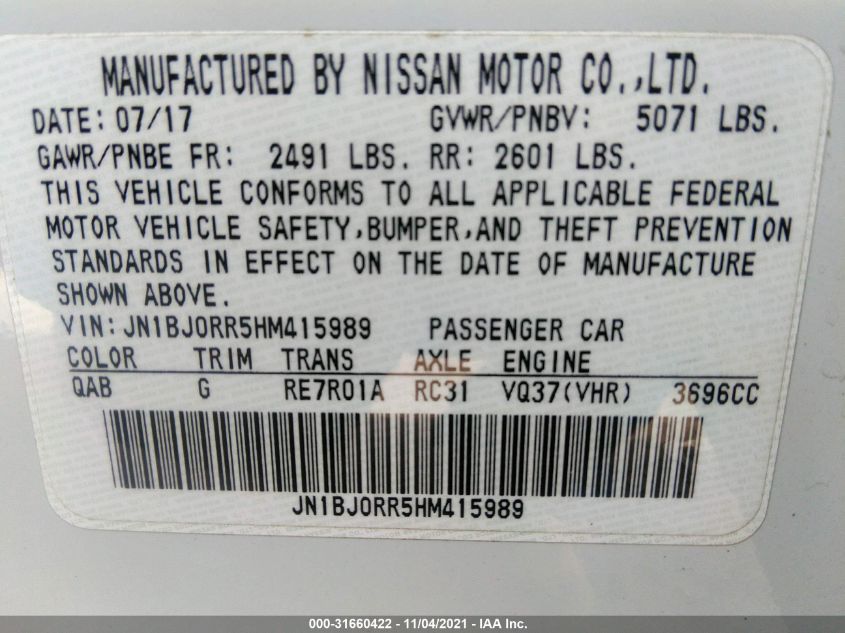 MANUFACTURED BY NISSAN MOTOR CO.,LTD.
DATE: 07/17 GVWR/PNBV: 5071 LBS.
GAWR/PNBE FR: 2491 LBS. RR: 2601 LBS.
THIS VEHICLE CONFORMS TO ALL APPLICABLE FEDERAL
MOTOR VEHICLE SAFETY,BUMPER,AND THEFT PREVENTION
STANDARDS IN EFFECT ON THE DATE OF MANUFACTURE
SHOWN ABOVE.
VIN: JN1BJ0RR5HM415989 PASSENGER CAR
COLOR TRIM TRANS AXLE ENGINE
QAB G RE7R01A RC31 VQ37(VHR) 3696CC
JN1BJ0RR5HM415989
000-31660422 - 11/04/2021 - IAA Inc.